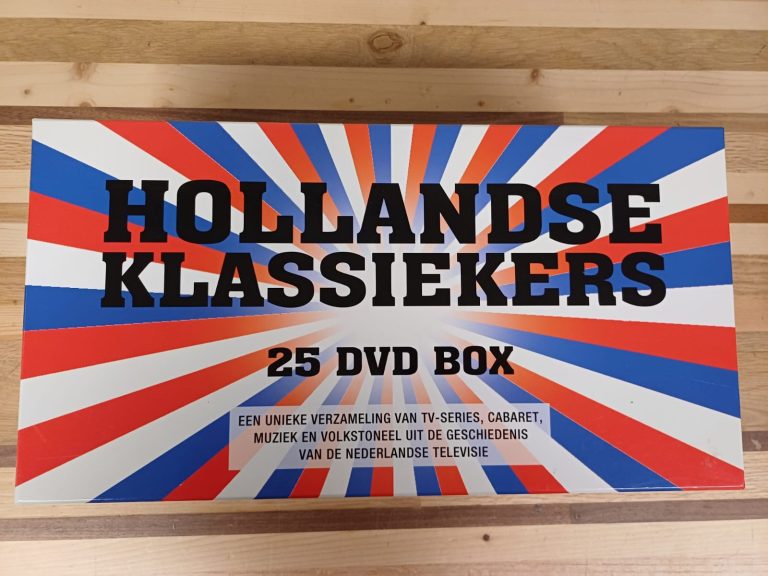 HOLLANDSE
KLASSIEKERS
25 DVD BOX
EEN UNIEKE VERZAMELING VAN TV-SERIES, CABARET,
MUZIEK EN VOLKSTONEEL UIT DE GESCHIEDENIS
VAN DE NEDERLANDSE TELEVISIE